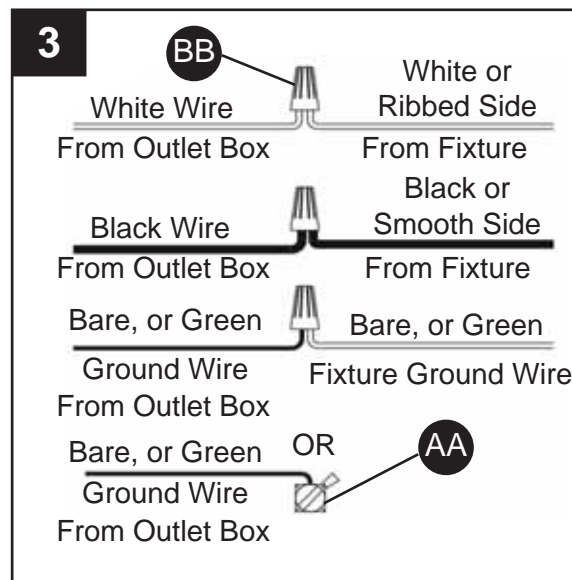 3
BB
White or
White Wire
Ribbed Side
From Outlet Box
From Fixture
Black or
Black Wire
Smooth Side
From Outlet Box
From Fixture
Bare, or Green
Bare, or Green
Ground Wire
Fixture Ground Wire
From Outlet Box
Bare, or Green
OR
AA
Ground Wire
From Outlet Box